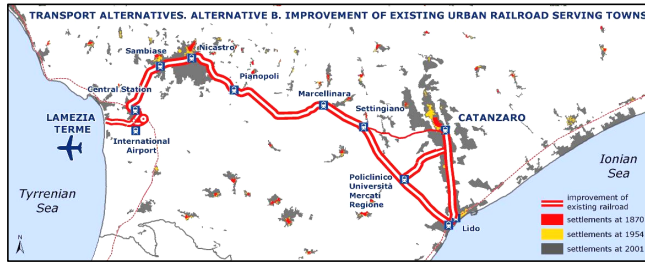 TRANSPORT ALTERNATIVES. ALTERNATIVE B. IMPROVEMENT OF EXISTING URBAN RAILROAD SERVING TOWNS
Sambiase
Nicastro
Pianopoli
Central Station
Marcellinara
Settingiano
CATANZARO
LAMEZIA
TERME
International
Airport
Ionian
Sea
Policlinico
Università
Mercati
Regione
Tyrrenian
Sea
Lido
improvement of
existing railroad
settlements at 1870
settlements at 1954
settlements at 2001
N